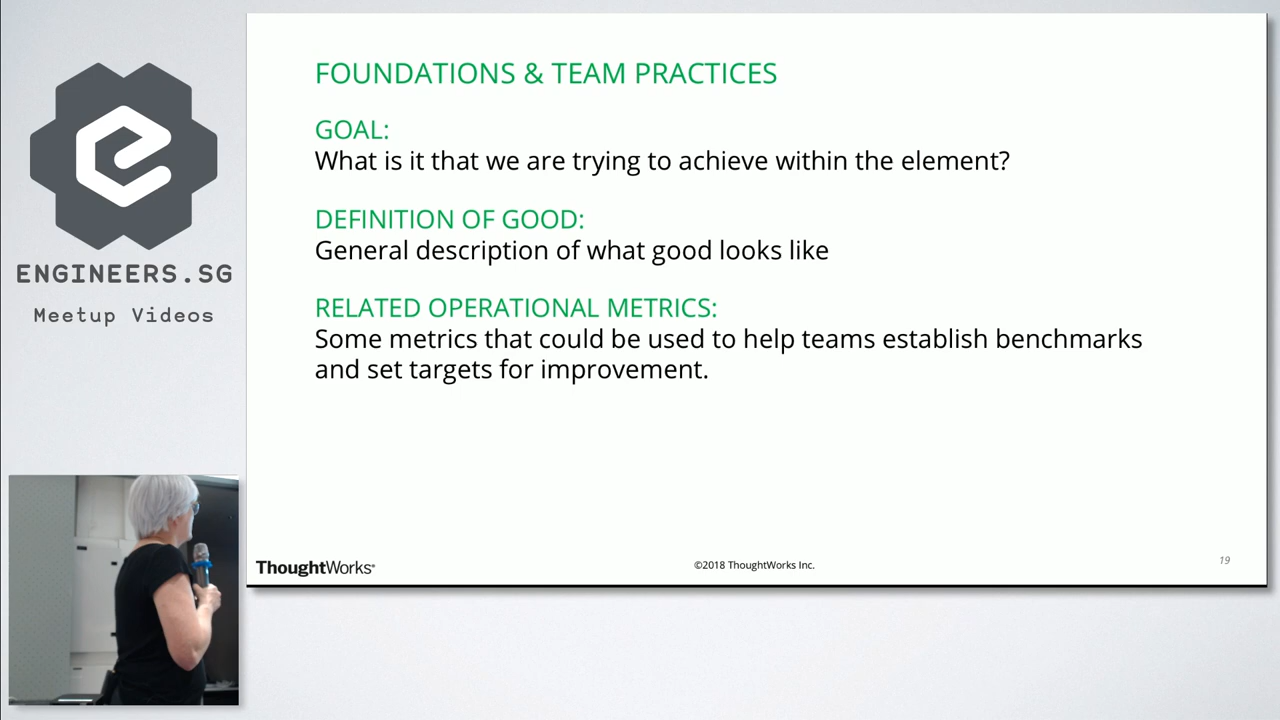 ENGINEERS.SG
Meetup Videos
FOUNDATIONS & TEAM PRACTICES
GOAL:
What is it that we are trying to achieve within the element?
DEFINITION OF GOOD:
General description of what good looks like
RELATED OPERATIONAL METRICS:
Some metrics that could be used to help teams establish benchmarks
and set targets for improvement.
ThoughtWorks®
©2018 ThoughtWorks Inc.
19